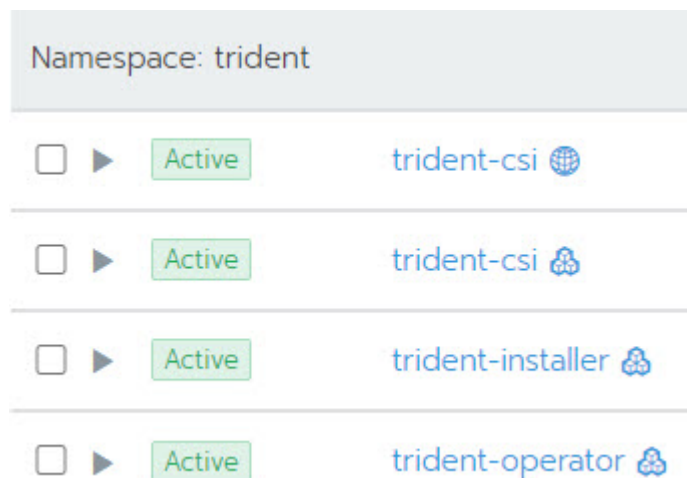 Namespace: trident
Active trident-csi
Active trident-csi
Active trident-installer
Active trident-operator